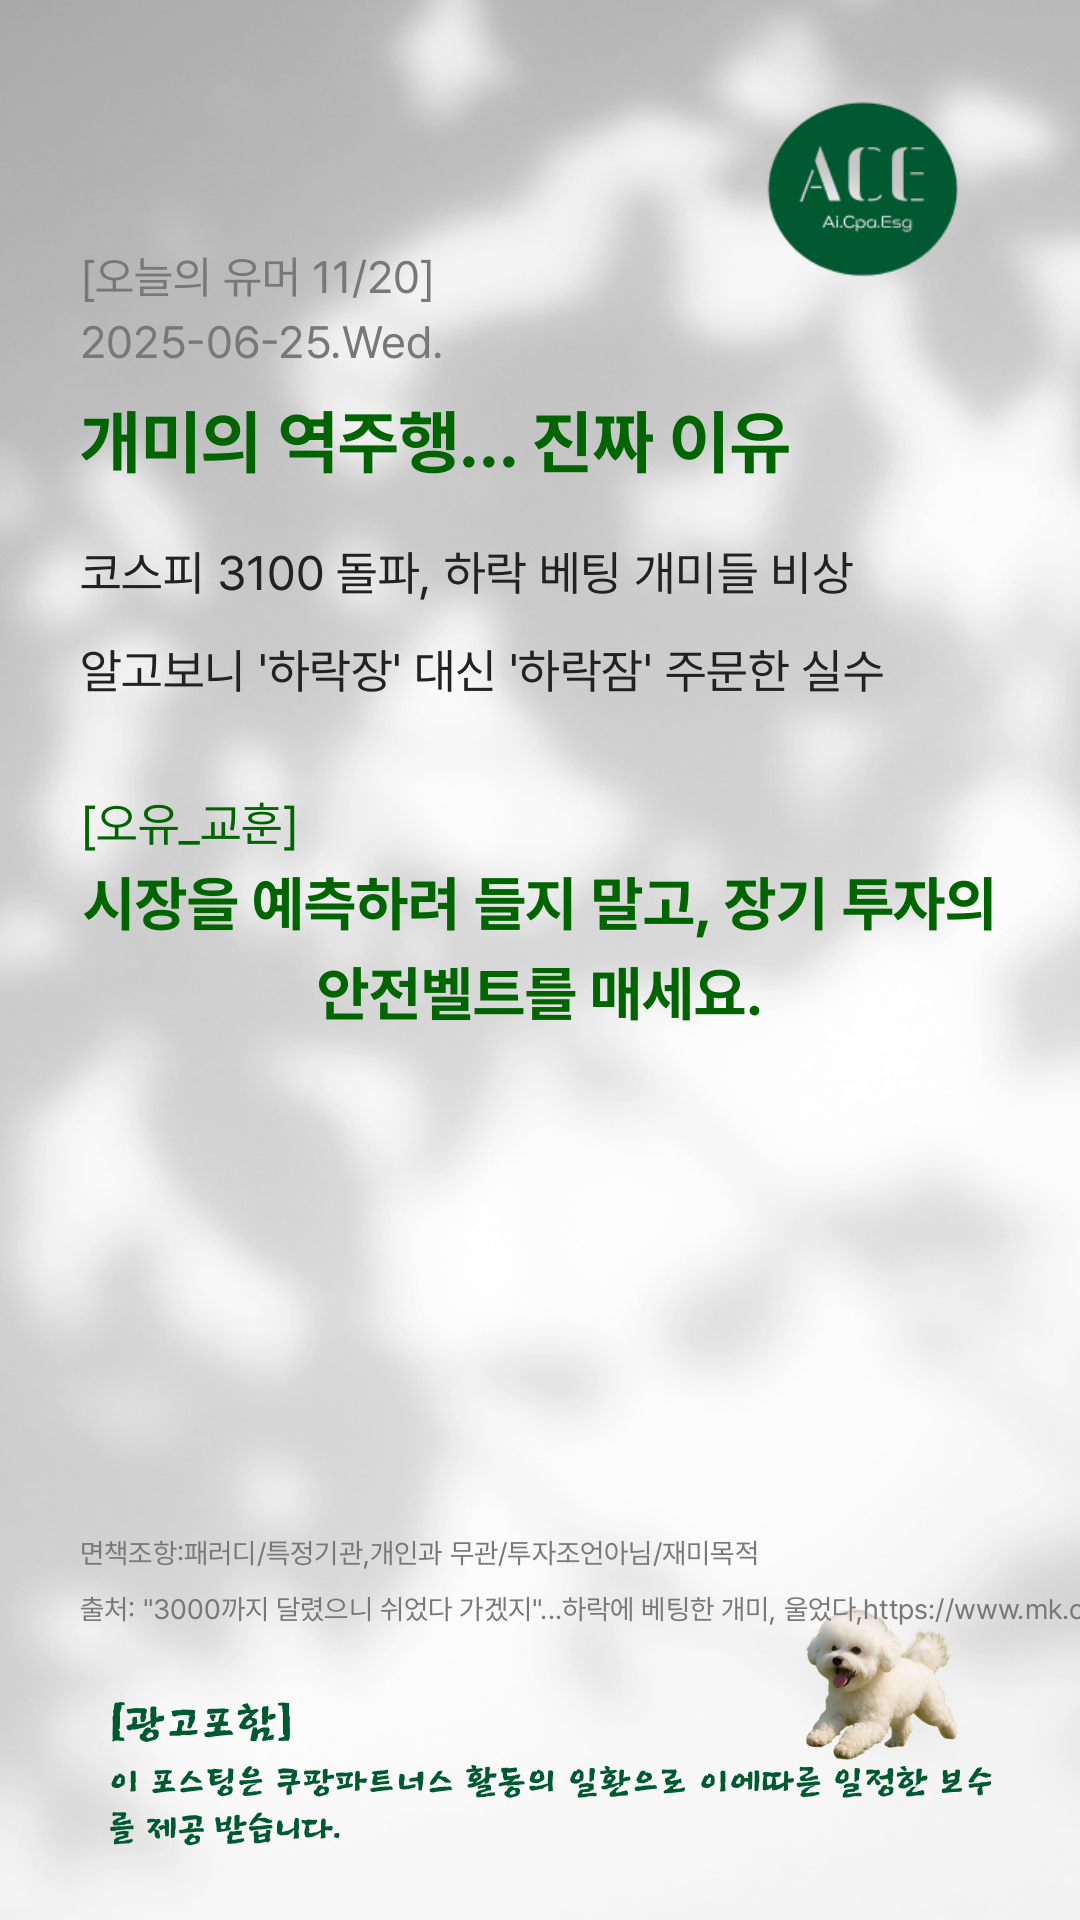 ACE
Ai.Cpa.Esg
[오늘의 유머 11/20]
2025-06-25.Wed.
개미의 역주행... 진짜 이유
코스피 3100 돌파, 하락 베팅 개미들 비상
알고보니 '하락장' 대신 '하락잠' 주문한 실수
[오유_교훈]
시장을 예측하려 들지 말고, 장기 투자의
안전벨트를 매세요.
면책조항:패러디/특정기관,개인과 무관/투자조언아님/재미목적
출처: "3000까지 달렸으니 쉬었다 가겠지"...하락에 베팅한 개미, 울었다,https://www.mk.c
[광고포함]
이 포스팅은 쿠팡파트너스 활동의 일환으로 이에따른 일정한 보수
를 제공 받습니다.